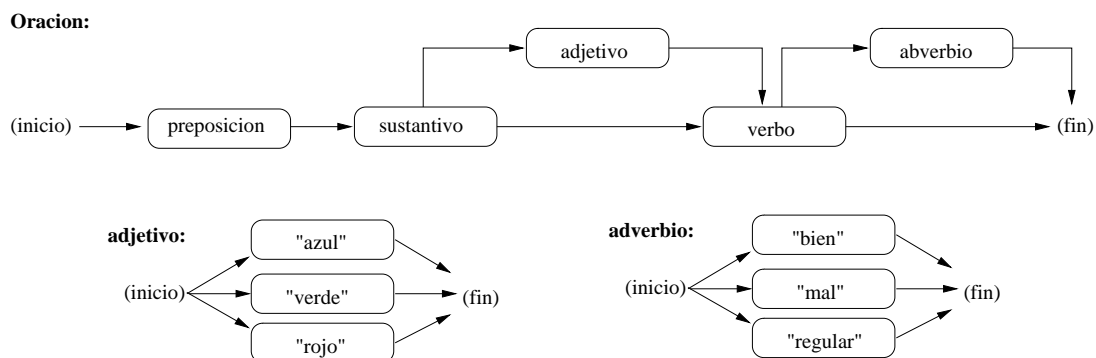 Oracion:
adjetivo
abverbio
(inicio)
preposicion
sustantivo
verbo
(fin)
adjetivo:
"azul"
(inicio)
"verde"
(fin)
"rojo"
adverbio:
"bien"
(inicio)
"mal"
(fin)
"regular"